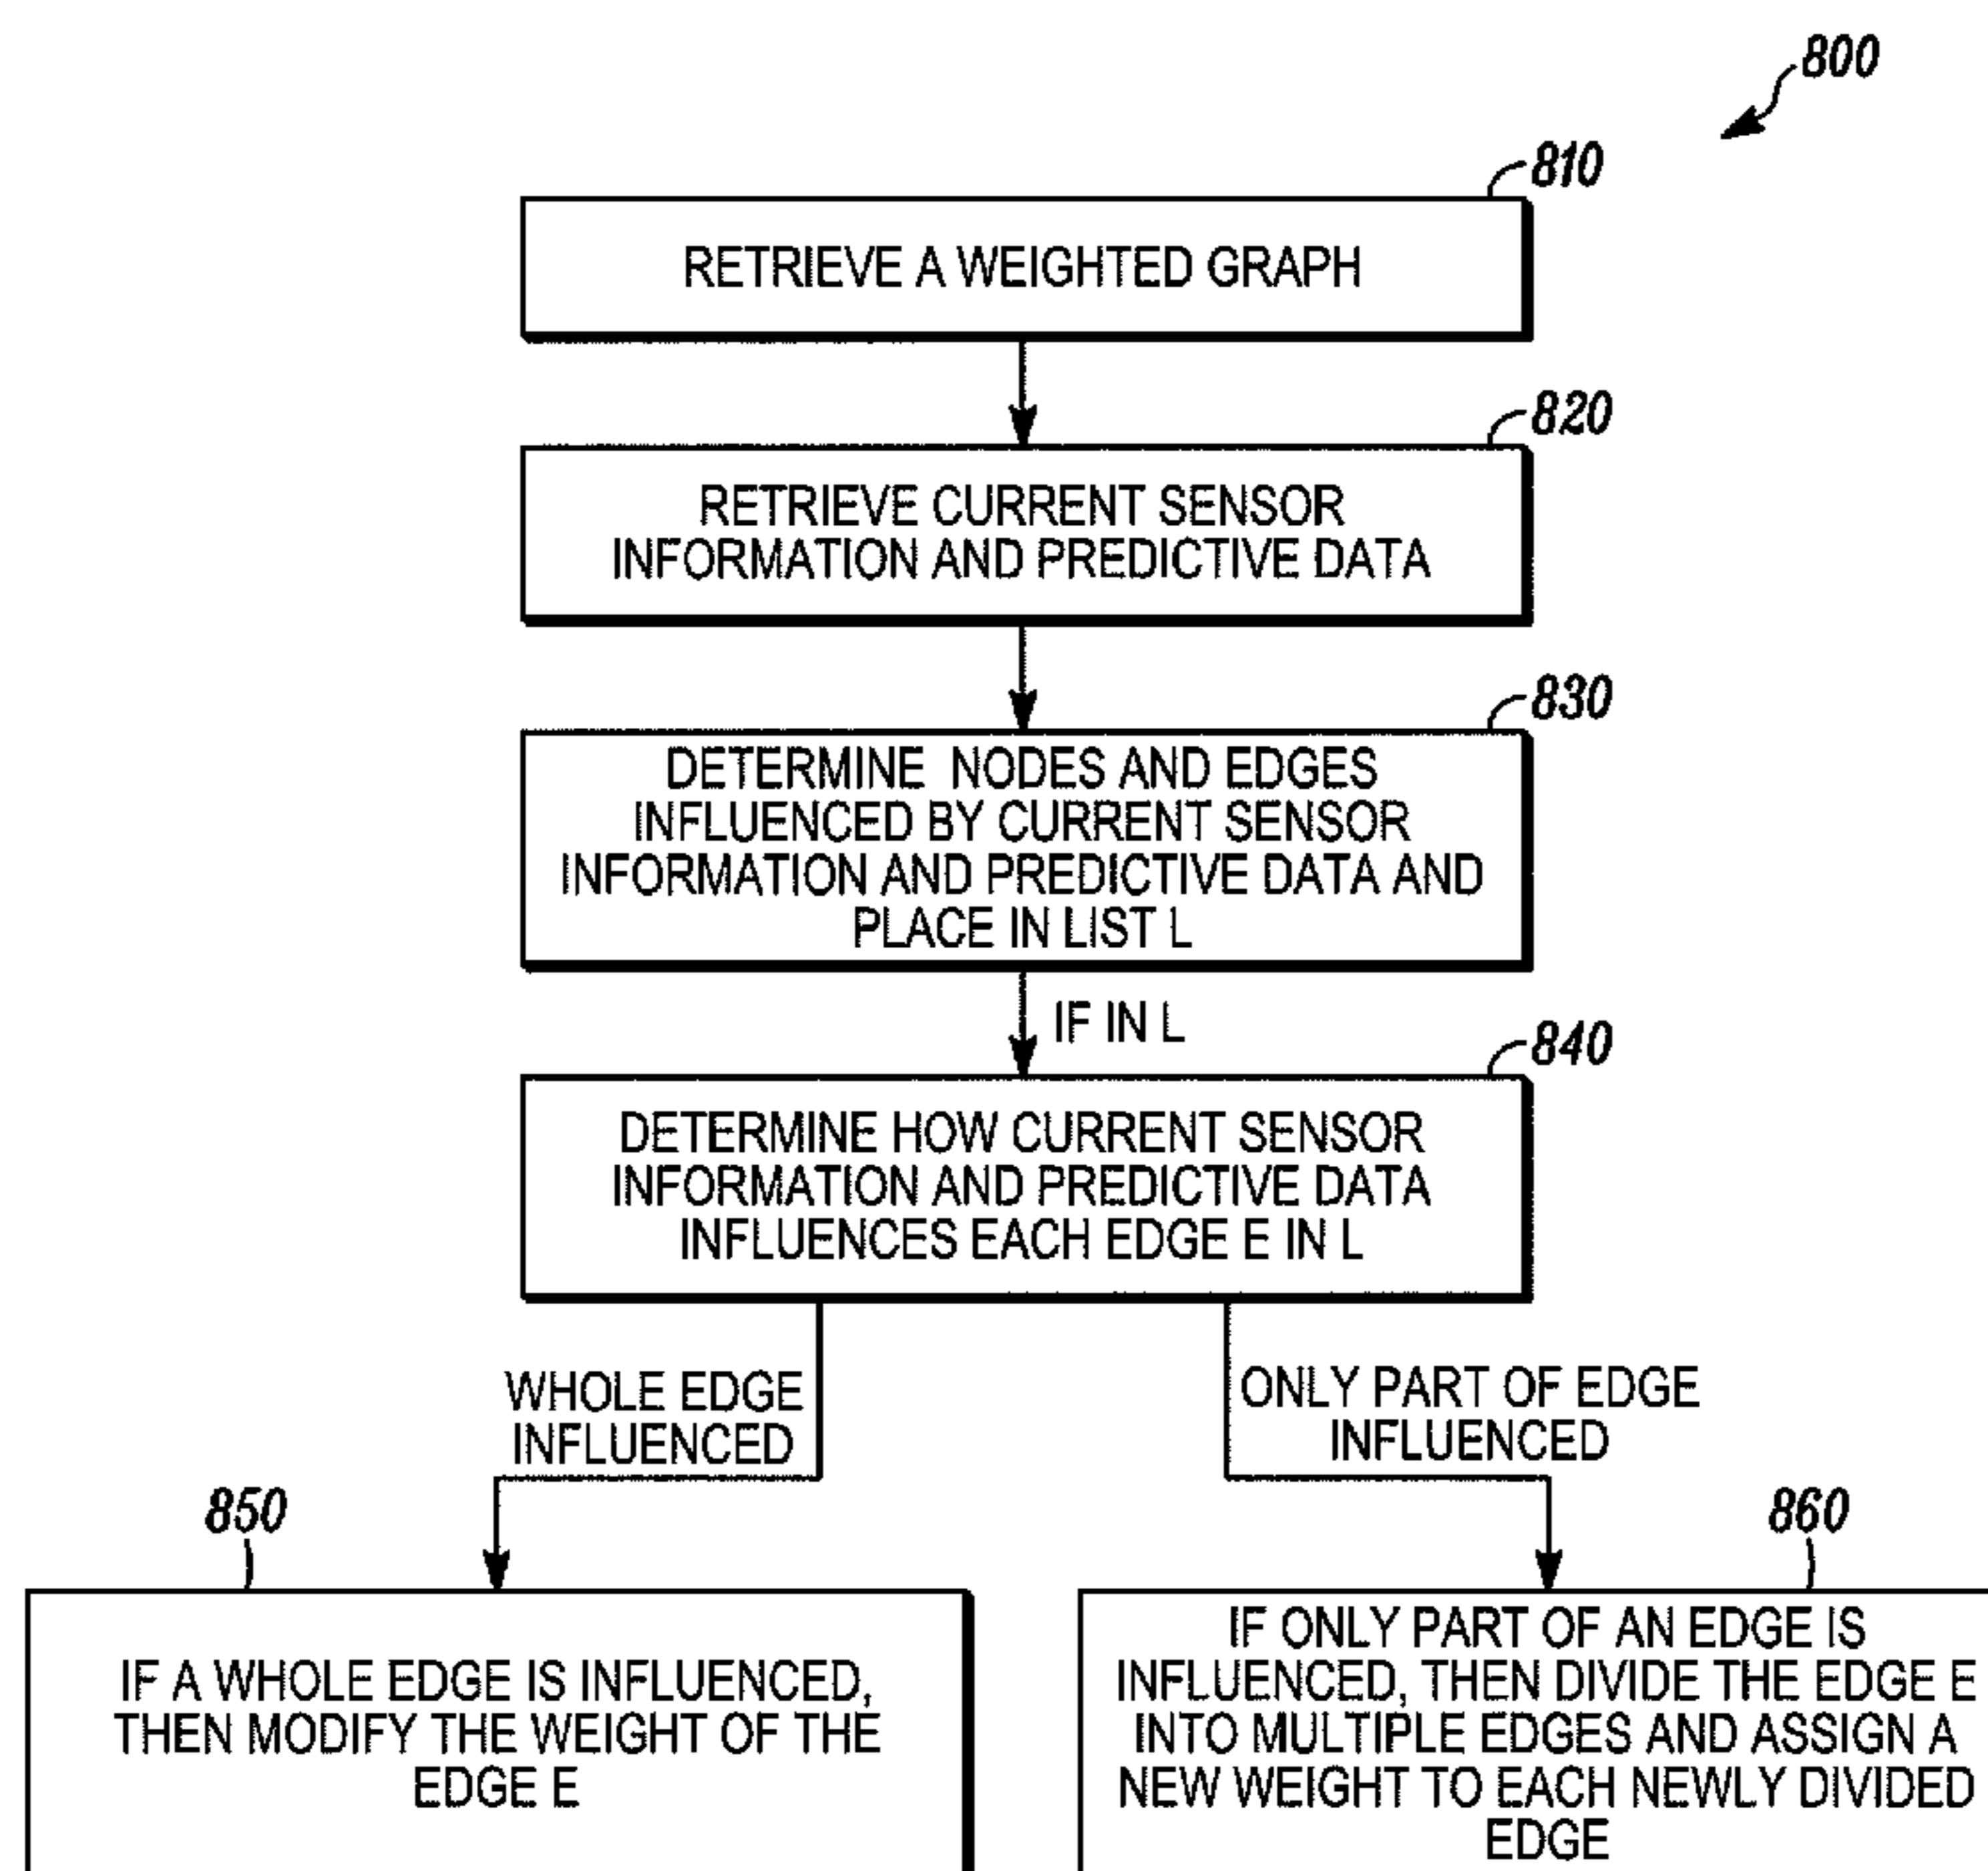 800
810
RETRIEVE A WEIGHTED GRAPH
820
RETRIEVE CURRENT SENSOR
INFORMATION AND PREDICTIVE DATA
830
DETERMINE NODES AND EDGES
INFLUENCED BY CURRENT SENSOR
INFORMATION AND PREDICTIVE DATA AND
PLACE IN LIST L
IF IN L
840
DETERMINE HOW CURRENT SENSOR
INFORMATION AND PREDICTIVE DATA
INFLUENCES EACH EDGE E IN L
WHOLE EDGE
INFLUENCED
ONLY PART OF EDGE
INFLUENCED
850
IF A WHOLE EDGE IS INFLUENCED,
THEN MODIFY THE WEIGHT OF THE
EDGE E
860
IF ONLY PART OF AN EDGE IS
INFLUENCED, THEN DIVIDE THE EDGE E
INTO MULTIPLE EDGES AND ASSIGN A
NEW WEIGHT TO EACH NEWLY DIVIDED
EDGE